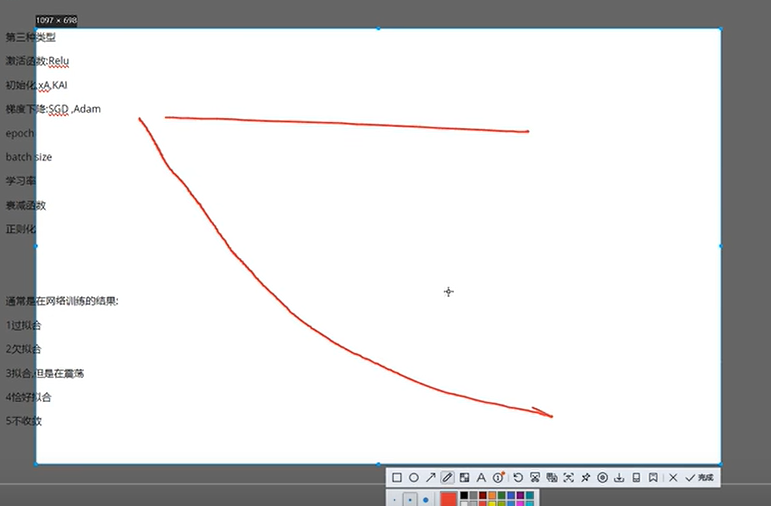 1097 × 698
第三种类型
激活函数:Relu
初始化,xA,KAI
梯度下降:SGD ,Adam
epoch
batch size
学习率
衰减函数
正则化
通常是在网络训练的结果:
1过拟合
2欠拟合
3拟合,但是在震荡
4恰好拟合
5不收敛
完成